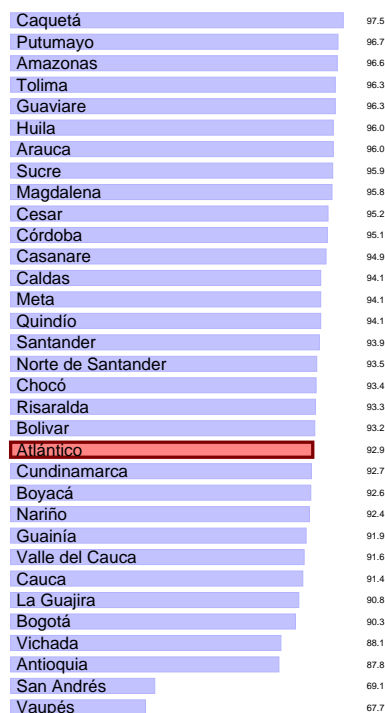 Caquetá 97.5
Putumayo 96.7
Amazonas 96.6
Tolima 96.3
Guaviare 96.3
Huila 96.0
Arauca 96.0
Sucre 95.9
Magdalena 95.8
Cesar 95.2
Córdoba 95.1
Casanare 94.9
Caldas 94.1
Meta 94.1
Quindío 94.1
Santander 93.9
Norte de Santander 93.5
Chocó 93.4
Risaralda 93.3
Bolivar 93.2
Atlántico 92.9
Cundinamarca 92.7
Boyacá 92.6
Nariño 92.4
Guainía 91.9
Valle del Cauca 91.6
Cauca 91.4
La Guajira 90.8
Bogotá 90.3
Vichada 88.1
Antioquia 87.8
San Andrés 69.1
Vaupés 67.7